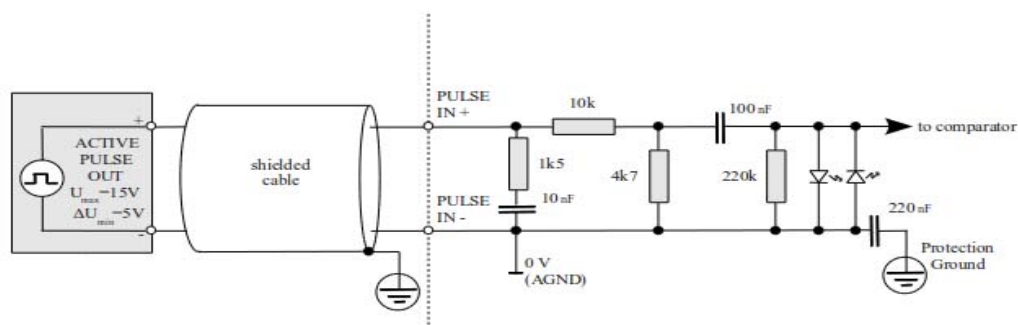 +
ACTIVE
PULSE
OUT
Umax=15V
ΔUmin=5V
-
shielded
cable
PULSE
IN +
PULSE
IN -
1k5
10 nF
0 V
(AGND)
10k
4k7
100 nF
220k
to comparator
220 nF
Protection
Ground